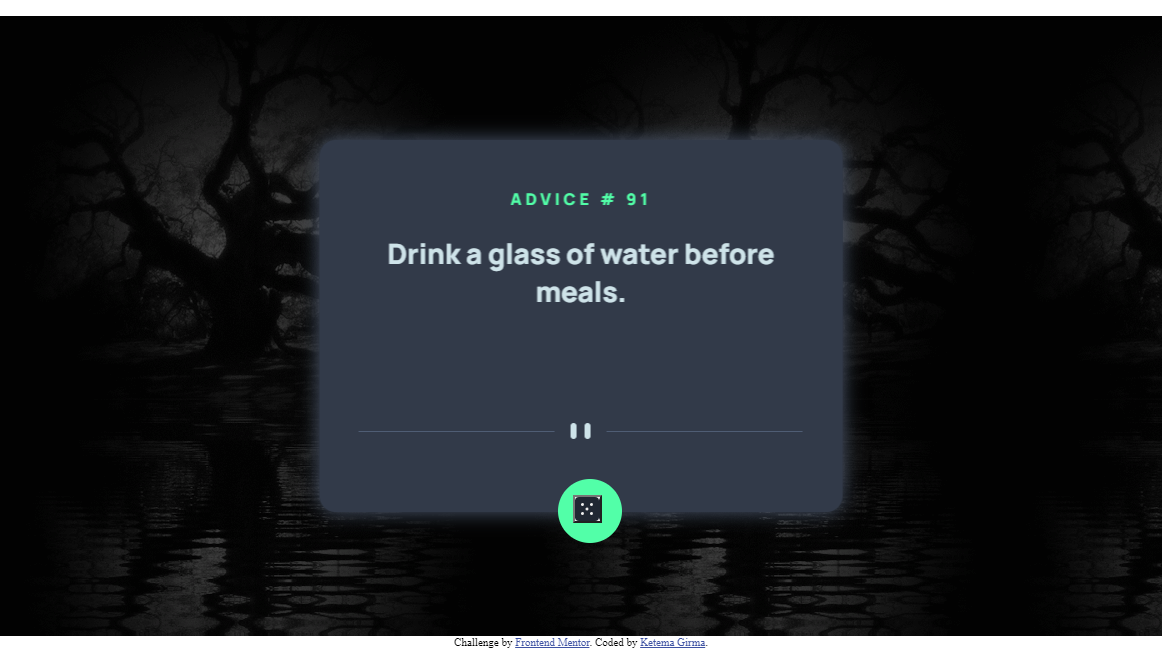 ADVICE # 91
Drink a glass of water before
meals.
Challenge by Frontend Mentor. Coded by Ketema Girma.